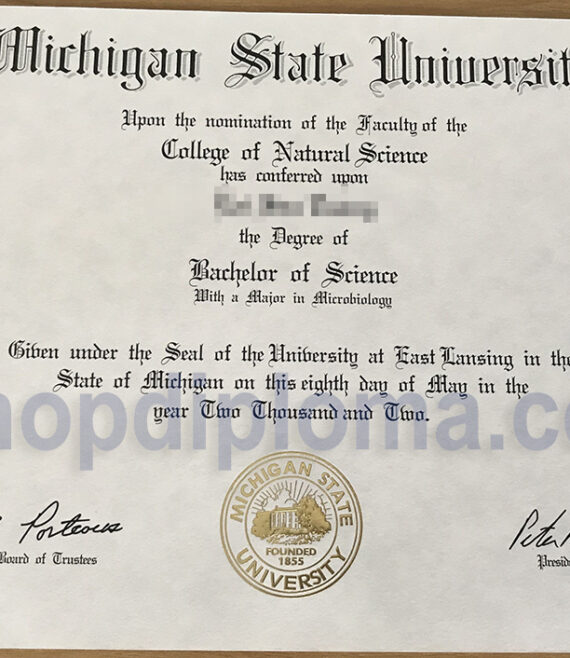 Michigan State Universit
Upon the nomination of the Faculty of the
College of Natural Science
has conferred upon
the Degree of
Bachelor of Science
With a Major in Microbiology
Given under the Seal of the University at East Lansing in the
State of Michigan on this eighth day of May in the
year Two Thousand and Two.
hopdiploma.co
MICHIGAN STATE
FOUNDED
1855
UNIVERSITY
Porteous
Board of Trustees
Peter
Presid